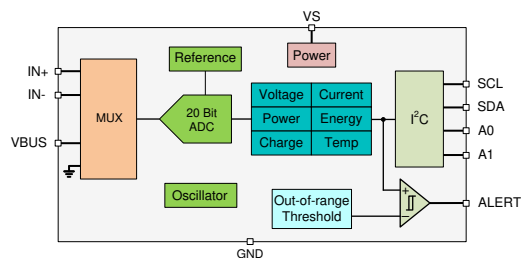 VS
Power
Reference
IN+
IN-
VBUS
MUX
20 Bit
ADC
Voltage Current
Power Energy
Charge Temp
I²C
SCL
SDA
A0
A1
Oscillator
Out-of-range
Threshold
+
−
ALERT
GND